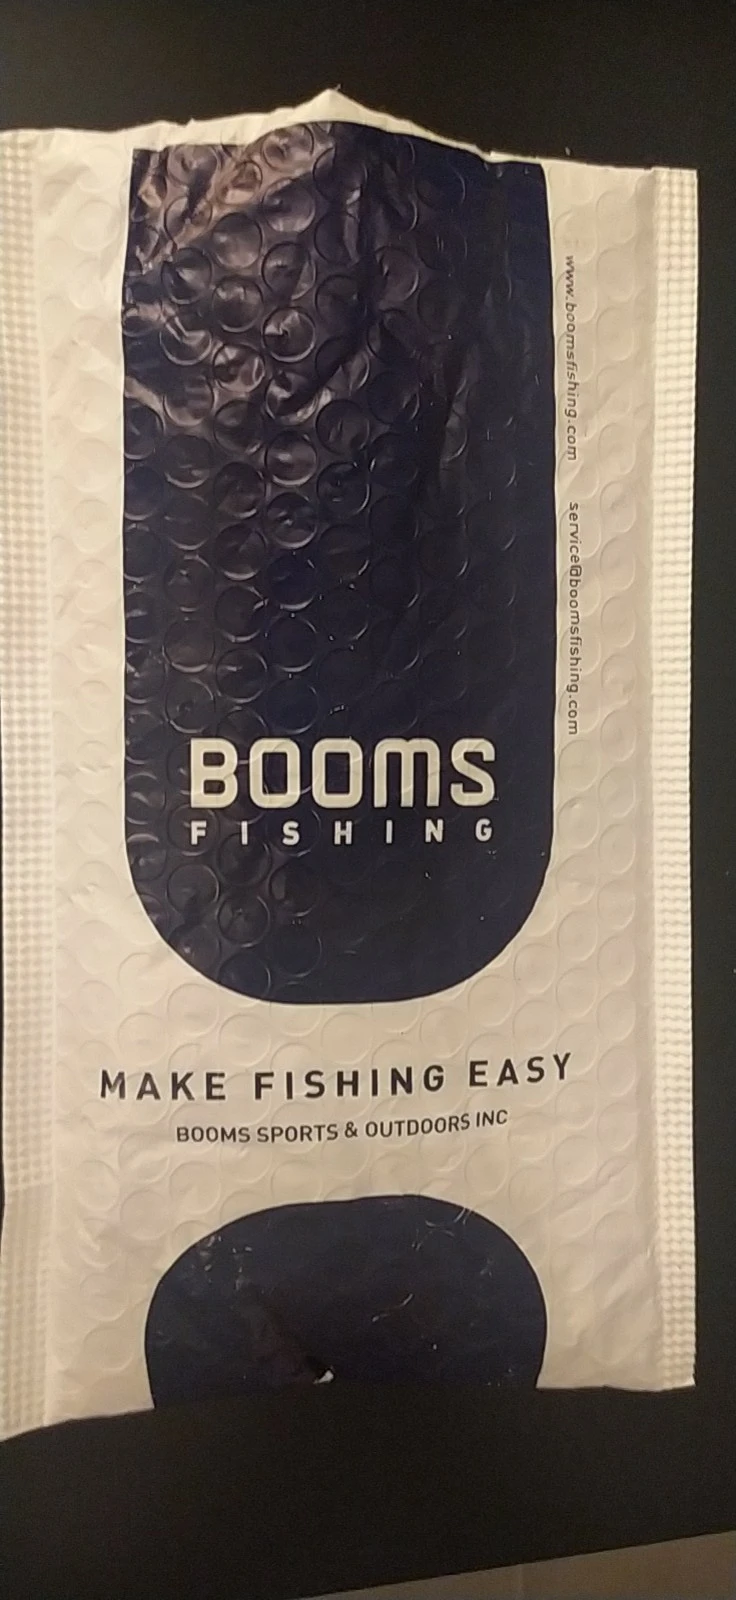 BOOMS
FISHING
MAKE FISHING EASY
BOOMS SPORTS & OUTDOORS INC
www.boomsfishing.com
service@boomsfishing.com